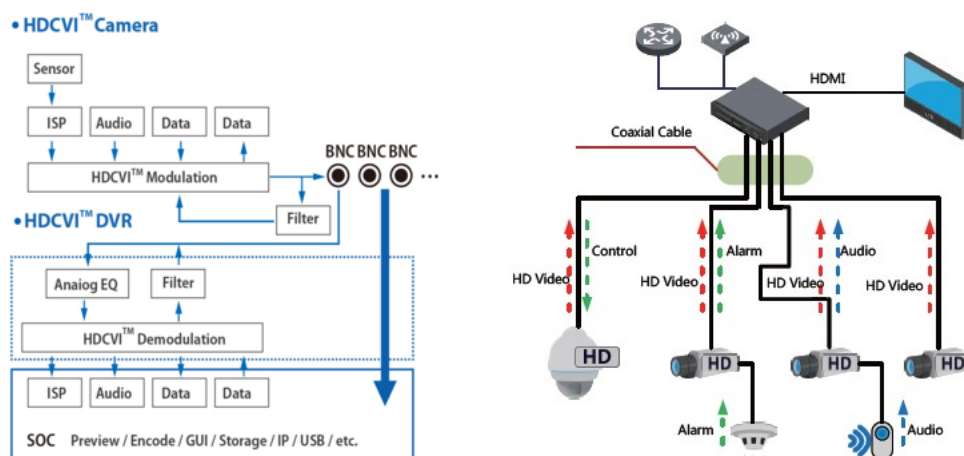 • HDCVI™ Camera
Sensor
ISP Audio Data Data
HDCVI™ Modulation
BNC BNC BNC
...
Filter
• HDCVI™ DVR
Anaiog EQ Filter
HDCVI™ Demodulation
ISP Audio Data Data
SOC Preview / Encode / GUI / Storage / IP / USB / etc.
HDMI
Coaxial Cable
Control Alarm Audio
HD Video HD Video HD Video HD Video
HD HD HD HD
Alarm Audio